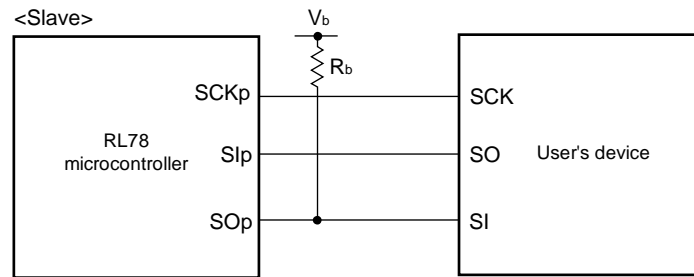 <Slave>
Vb
Rb
SCKp
SCK
RL78
microcontroller
SIp
SO
User's device
SOp
SI